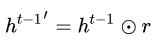 h^{t-1'} = h^{t-1} ⊙ r